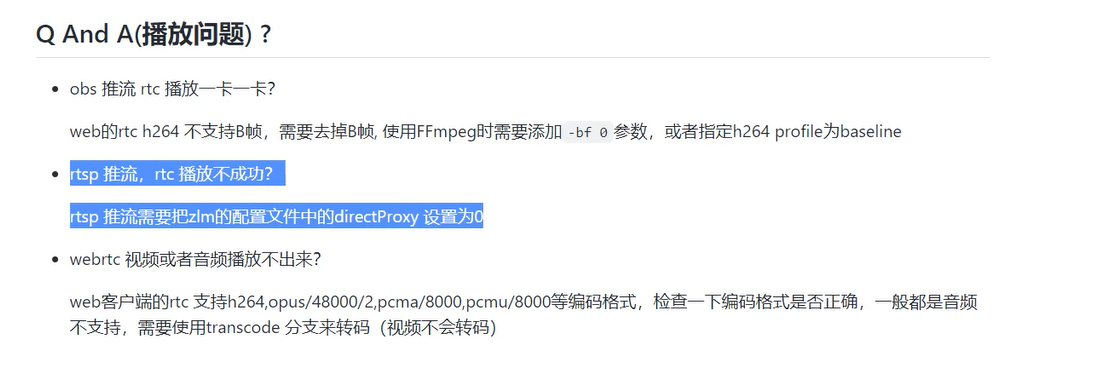 Q And A(播放问题) ?
obs 推流 rtc 播放一卡一卡？
web的rtc h264 不支持B帧，需要去掉B帧, 使用FFmpeg时需要添加 -bf 0 参数，或者指定h264 profile为baseline
rtsp 推流，rtc 播放不成功？
rtsp 推流需要把zlm的配置文件中的directProxy 设置为0
webrtc 视频或者音频播放不出来？
web客户端的rtc 支持h264,opus/48000/2,pcma/8000,pcmu/8000等编码格式，检查一下编码格式是否正确，一般都是音频
不支持，需要使用transcode 分支来转码（视频不会转码）